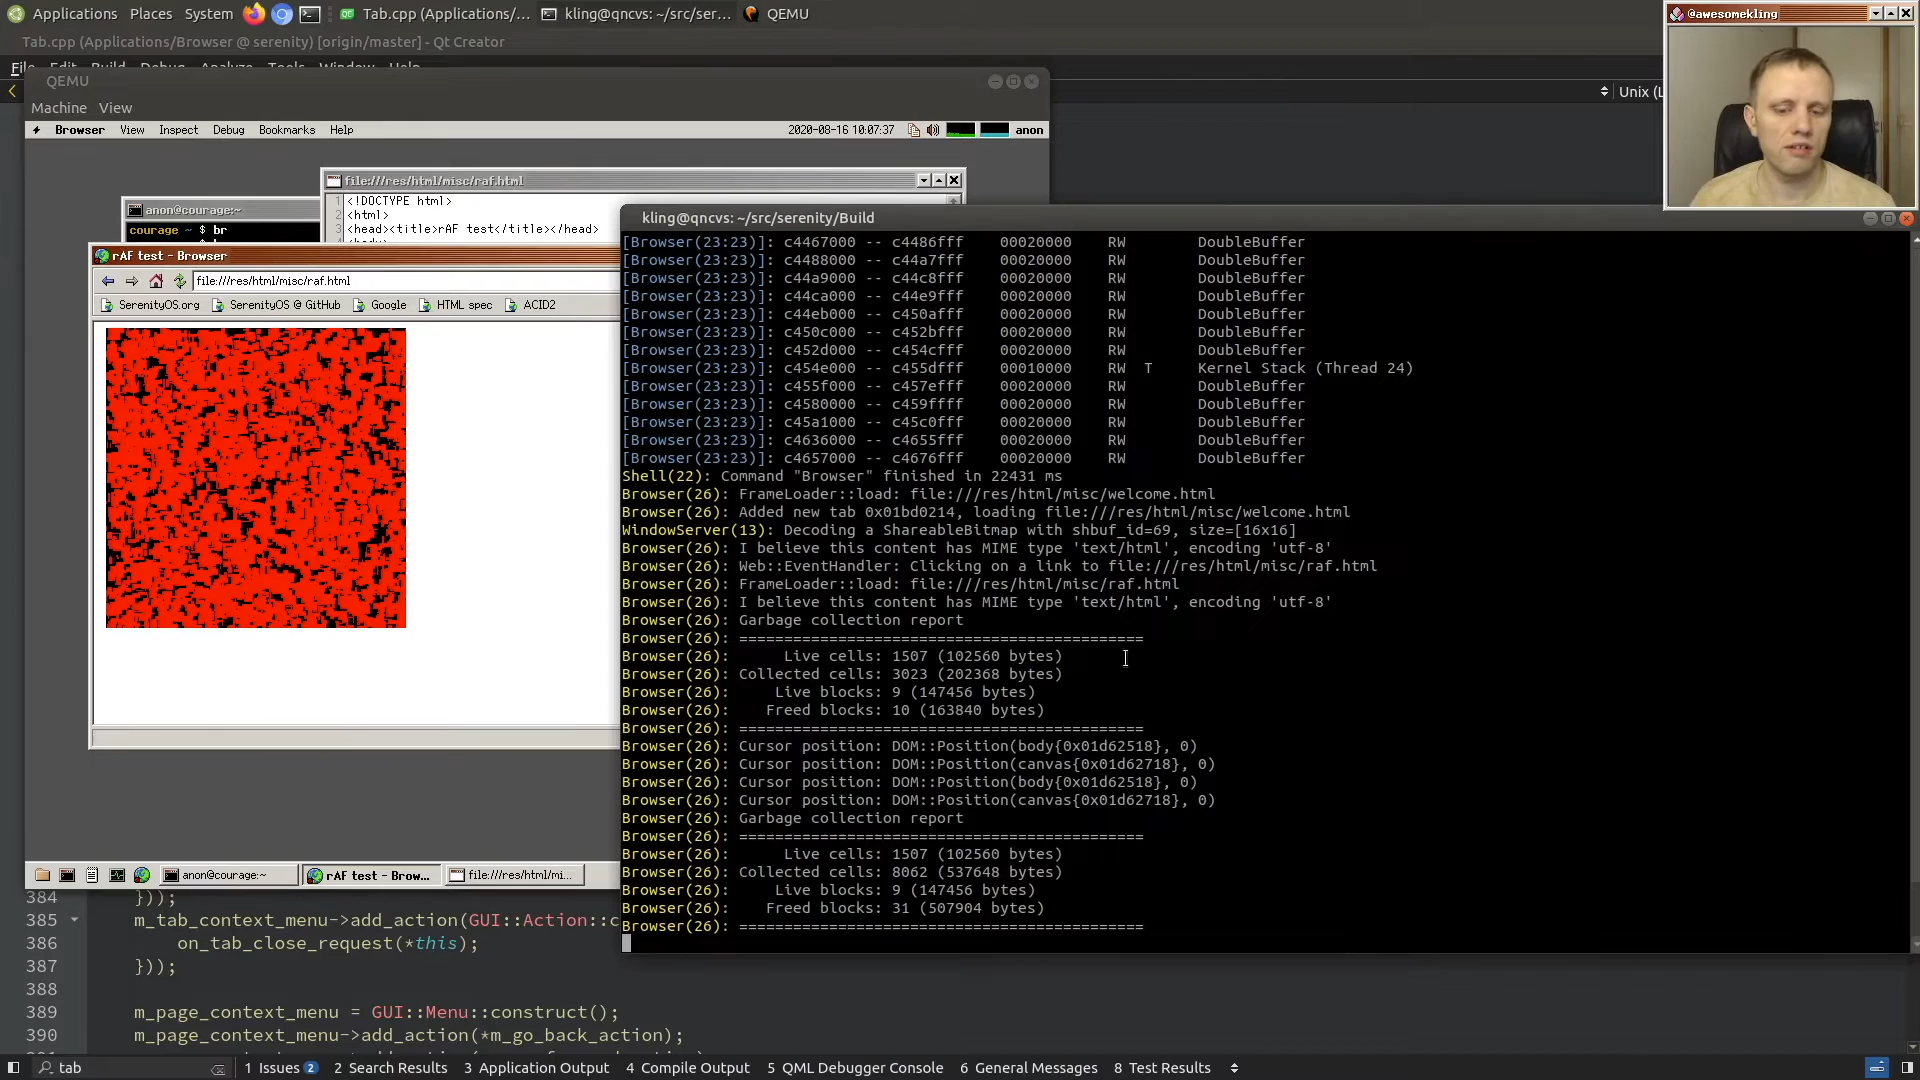 Applications Places System Tab.cpp (Applications/... kling@qncvs: ~/src/ser... QEMU
@awesomekling
Tab.cpp (Applications/Browser @ serenity) [origin/master] - Qt Creator
File Edit Build Debug Analyze Tools Window Help
QEMU
Unix (L
Machine View
Browser View Inspect Debug Bookmarks Help 2020-08-16 10:07:37 anon
file:///res/html/misc/raf.html
1 <!DOCTYPE html>
2 <html>
3 <head><title>rAF test</title></head>
anon@courage:~
courage ~ $ br
rAF test - Browser
file:///res/html/misc/raf.html
SerenityOS.org SerenityOS @ GitHub Google HTML spec ACID2
kling@qncvs: ~/src/serenity/Build
[Browser(23:23)]: c4467000 -- c4486fff 00020000 RW DoubleBuffer
[Browser(23:23)]: c4488000 -- c44a7fff 00020000 RW DoubleBuffer
[Browser(23:23)]: c44a9000 -- c44c8fff 00020000 RW DoubleBuffer
[Browser(23:23)]: c44ca000 -- c44e9fff 00020000 RW DoubleBuffer
[Browser(23:23)]: c44eb000 -- c450afff 00020000 RW DoubleBuffer
[Browser(23:23)]: c450c000 -- c452bfff 00020000 RW DoubleBuffer
[Browser(23:23)]: c452d000 -- c454cfff 00020000 RW DoubleBuffer
[Browser(23:23)]: c454e000 -- c455dfff 00010000 RW T Kernel Stack (Thread 24)
[Browser(23:23)]: c455f000 -- c457efff 00020000 RW DoubleBuffer
[Browser(23:23)]: c4580000 -- c459ffff 00020000 RW DoubleBuffer
[Browser(23:23)]: c45a1000 -- c45c0fff 00020000 RW DoubleBuffer
[Browser(23:23)]: c4636000 -- c4655fff 00020000 RW DoubleBuffer
[Browser(23:23)]: c4657000 -- c4676fff 00020000 RW DoubleBuffer
Shell(22): Command "Browser" finished in 22431 ms
Browser(26): FrameLoader::load: file:///res/html/misc/welcome.html
Browser(26): Added new tab 0x01bd0214, loading file:///res/html/misc/welcome.html
WindowServer(13): Decoding a ShareableBitmap with shbuf_id=69, size=[16x16]
Browser(26): I believe this content has MIME type 'text/html', encoding 'utf-8'
Browser(26): Web::EventHandler: Clicking on a link to file:///res/html/misc/raf.html
Browser(26): FrameLoader::load: file:///res/html/misc/raf.html
Browser(26): I believe this content has MIME type 'text/html', encoding 'utf-8'
Browser(26): Garbage collection report
Browser(26): =============================================
Browser(26): Live cells: 1507 (102560 bytes)
Browser(26): Collected cells: 3023 (202368 bytes)
Browser(26): Live blocks: 9 (147456 bytes)
Browser(26): Freed blocks: 10 (163840 bytes)
Browser(26): =============================================
Browser(26): Cursor position: DOM::Position(body{0x01d62518}, 0)
Browser(26): Cursor position: DOM::Position(canvas{0x01d62718}, 0)
Browser(26): Cursor position: DOM::Position(body{0x01d62518}, 0)
Browser(26): Cursor position: DOM::Position(canvas{0x01d62718}, 0)
Browser(26): Garbage collection report
Browser(26): =============================================
Browser(26): Live cells: 1507 (102560 bytes)
Browser(26): Collected cells: 8062 (537648 bytes)
Browser(26): Live blocks: 9 (147456 bytes)
Browser(26): Freed blocks: 31 (507904 bytes)
Browser(26): =============================================
anon@courage:~ rAF test - Brow... file:///res/html/mi...
384 }));
385 m_tab_context_menu->add_action(GUI::Action::c
386 on_tab_close_request(*this);
387 }));
388
389 m_page_context_menu = GUI::Menu::construct();
390 m_page_context_menu->add_action(*m_go_back_action);
tab 1 Issues 2 2 Search Results 3 Application Output 4 Compile Output 5 QML Debugger Console 6 General Messages 8 Test Results